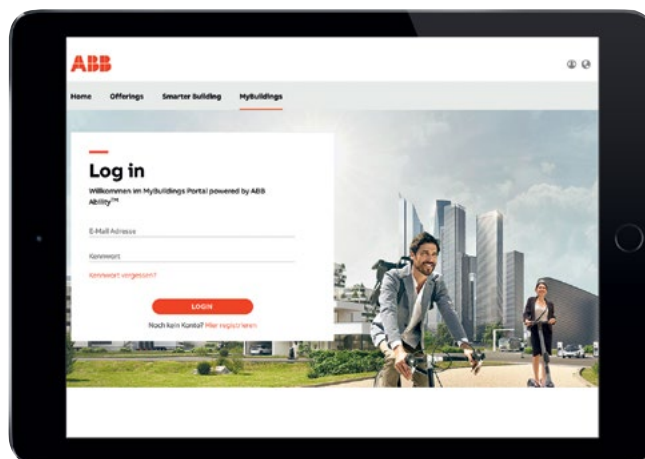 ABB
Home Offerings Smarter Building MyBuildings
Log in
Willkommen im MyBuildings Portal powered by ABB
Ability™
E-Mail Adresse
Kennwort
Kennwort vergessen?
LOGIN
Noch kein Konto? Hier registrieren